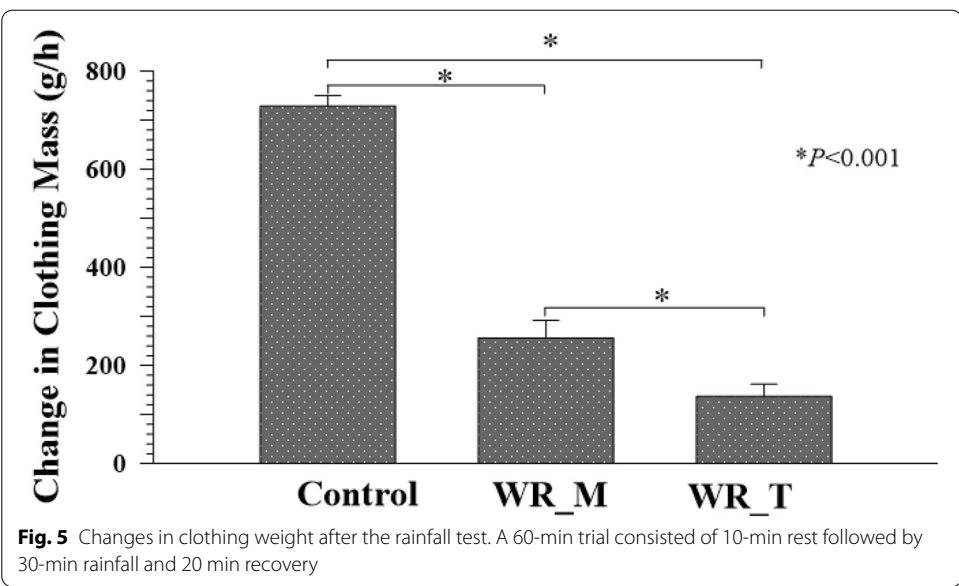 Change in Clothing Mass (g/h)
800
600
400
200
0
*
*
*
*P<0.001
Control
WR_M
WR_T
Fig. 5 Changes in clothing weight after the rainfall test. A 60-min trial consisted of 10-min rest followed by
30-min rainfall and 20 min recovery